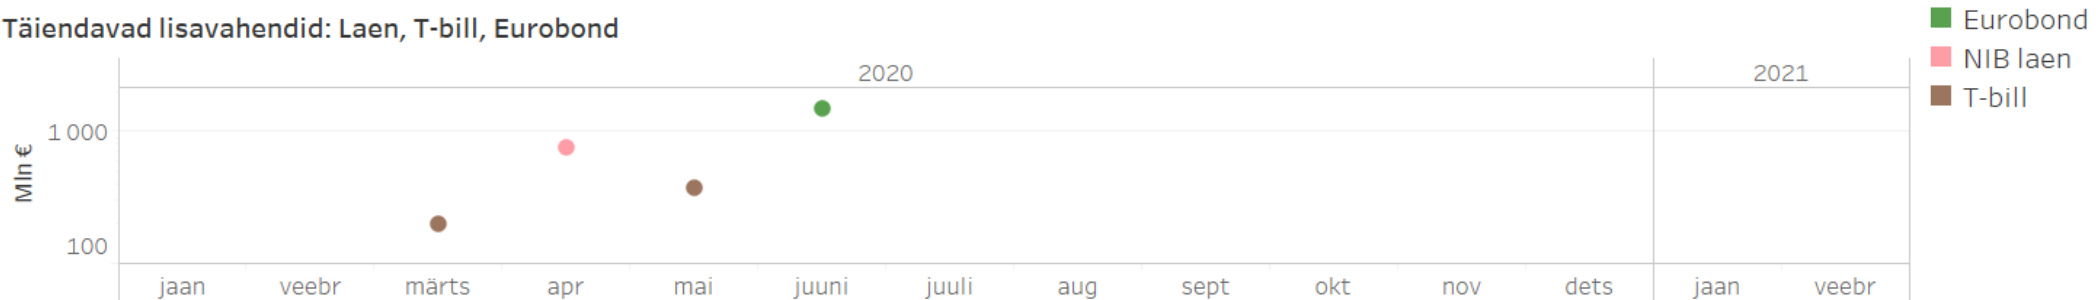 Täiendavad lisavahendid: Laen, T-bill, Eurobond
Eurobond
NIB laen
T-bill
2020
2021
Mln €
1 000
100
jaan veebr märts apr mai juuni juuli aug sept okt nov dets jaan veebr